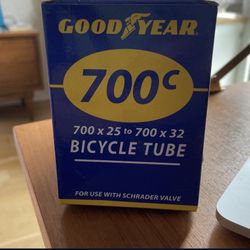 GOODYEAR
700c
700 x 25 to 700 x 32
BICYCLE TUBE
FOR USE WITH SCHRADER VALVE